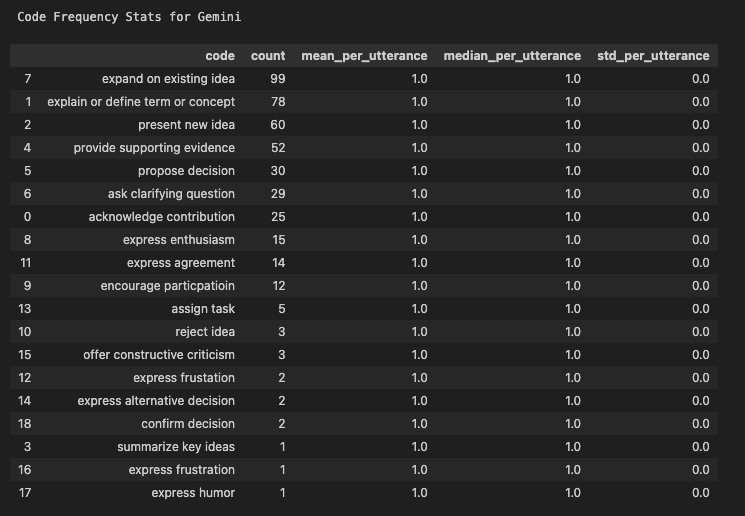 Code Frequency Stats for Gemini
code count mean_per_utterance median_per_utterance std_per_utterance
7 expand on existing idea 99 1.0 1.0 0.0
1 explain or define term or concept 78 1.0 1.0 0.0
2 present new idea 60 1.0 1.0 0.0
4 provide supporting evidence 52 1.0 1.0 0.0
5 propose decision 30 1.0 1.0 0.0
6 ask clarifying question 29 1.0 1.0 0.0
0 acknowledge contribution 25 1.0 1.0 0.0
8 express enthusiasm 15 1.0 1.0 0.0
11 express agreement 14 1.0 1.0 0.0
9 encourage particpatioin 12 1.0 1.0 0.0
13 assign task 5 1.0 1.0 0.0
10 reject idea 3 1.0 1.0 0.0
15 offer constructive criticism 3 1.0 1.0 0.0
12 express frustation 2 1.0 1.0 0.0
14 express alternative decision 2 1.0 1.0 0.0
18 confirm decision 2 1.0 1.0 0.0
3 summarize key ideas 1 1.0 1.0 0.0
16 express frustration 1 1.0 1.0 0.0
17 express humor 1 1.0 1.0 0.0